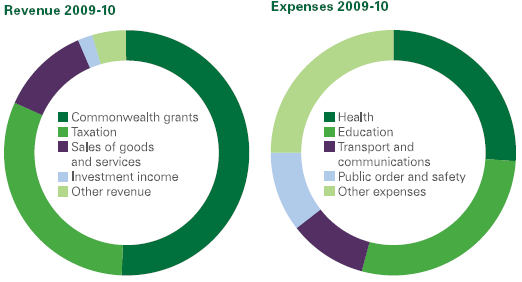 Revenue 2009-10
Commonwealth grants
Taxation
Sales of goods
and services
Investment income
Other revenue
Expenses 2009-10
Health
Education
Transport and
communications
Public order and safety
Other expenses